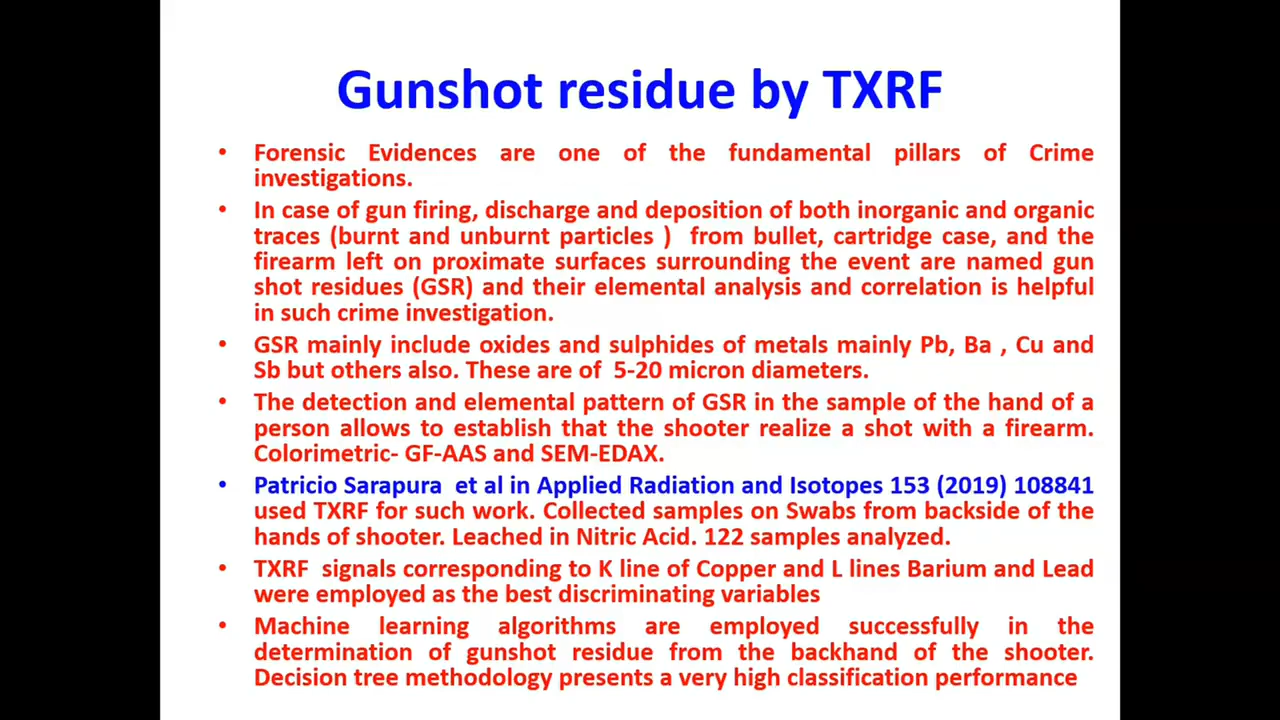 Gunshot residue by TXRF
• Forensic Evidences are one of the fundamental pillars of Crime
investigations.
• In case of gun firing, discharge and deposition of both inorganic and organic
traces (burnt and unburnt particles ) from bullet, cartridge case, and the
firearm left on proximate surfaces surrounding the event are named gun
shot residues (GSR) and their elemental analysis and correlation is helpful
in such crime investigation.
• GSR mainly include oxides and sulphides of metals mainly Pb, Ba , Cu and
Sb but others also. These are of 5-20 micron diameters.
• The detection and elemental pattern of GSR in the sample of the hand of a
person allows to establish that the shooter realize a shot with a firearm.
Colorimetric- GF-AAS and SEM-EDAX.
• Patricio Sarapura et al in Applied Radiation and Isotopes 153 (2019) 108841
used TXRF for such work. Collected samples on Swabs from backside of the
hands of shooter. Leached in Nitric Acid. 122 samples analyzed.
• TXRF signals corresponding to K line of Copper and L lines Barium and Lead
were employed as the best discriminating variables
• Machine learning algorithms are employed successfully in the
determination of gunshot residue from the backhand of the shooter.
Decision tree methodology presents a very high classification performance